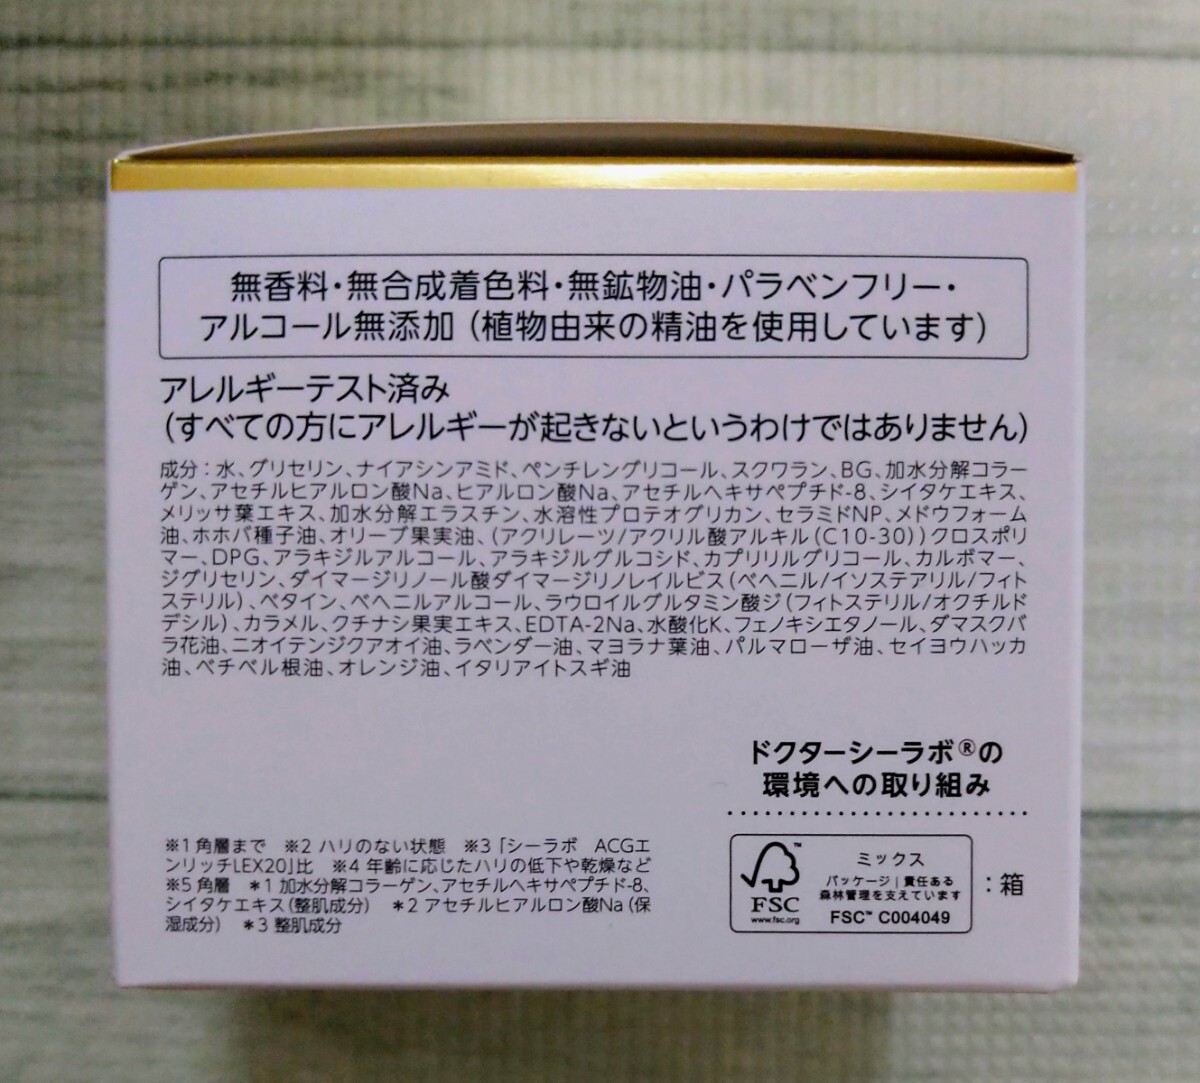 無香料・無合成着色料・無鉱物油・パラベンフリー・
アルコール無添加（植物由来の精油を使用しています）
アレルギーテスト済み
（すべての方にアレルギーが起きないというわけではありません）
成分：水、グリセリン、ナイアシンアミド、ペンチレングリコール、スクワラン、BG、加水分解コラー
ゲン、アセチルヒアルロン酸Na、ヒアルロン酸Na、アセチルヘキサペプチド-8、シイタケエキス、
メリッサ葉エキス、加水分解エラスチン、水溶性プロテオグリカン、セラミドNP、メドウフォーム
油、ホホバ種子油、オリーブ果実油、（アクリレーツ/アクリル酸アルキル（C10-30））クロスポリ
マー、DPG、アラキジルアルコール、アラキジルグルコシド、カプリリルグリコール、カルボマー、
ジグリセリン、ダイマージリノール酸ダイマージリノレイルビス（ベヘニル/イソステアリル/フィト
ステリル）、ベタイン、ベヘニルアルコール、ラウロイルグルタミン酸ジ（フィトステリル/オクチルド
デシル）、カラメル、クチナシ果実エキス、EDTA-2Na、水酸化K、フェノキシエタノール、ダマスクバ
ラ花油、ニオイテンジクアオイ油、ラベンダー油、マヨラナ葉油、パルマローザ油、セイヨウハッカ
油、ベチベル根油、オレンジ油、イタリアイトスギ油
ドクターシーラボ®の
環境への取り組み
※1 角層まで ※2 ハリのない状態 ※3「シーラボ ACGエ
ンリッチLEX20」比 ※4 年齢に応じたハリの低下や乾燥など
※5 角層 ＊1 加水分解コラーゲン、アセチルヘキサペプチド-8、
シイタケエキス（整肌成分） ＊2 アセチルヒアルロン酸Na（保
湿成分） ＊3 整肌成分
FSC
www.fsc.org
ミックス
パッケージ｜責任ある
森林管理を支えています
FSC™ C004049
：箱